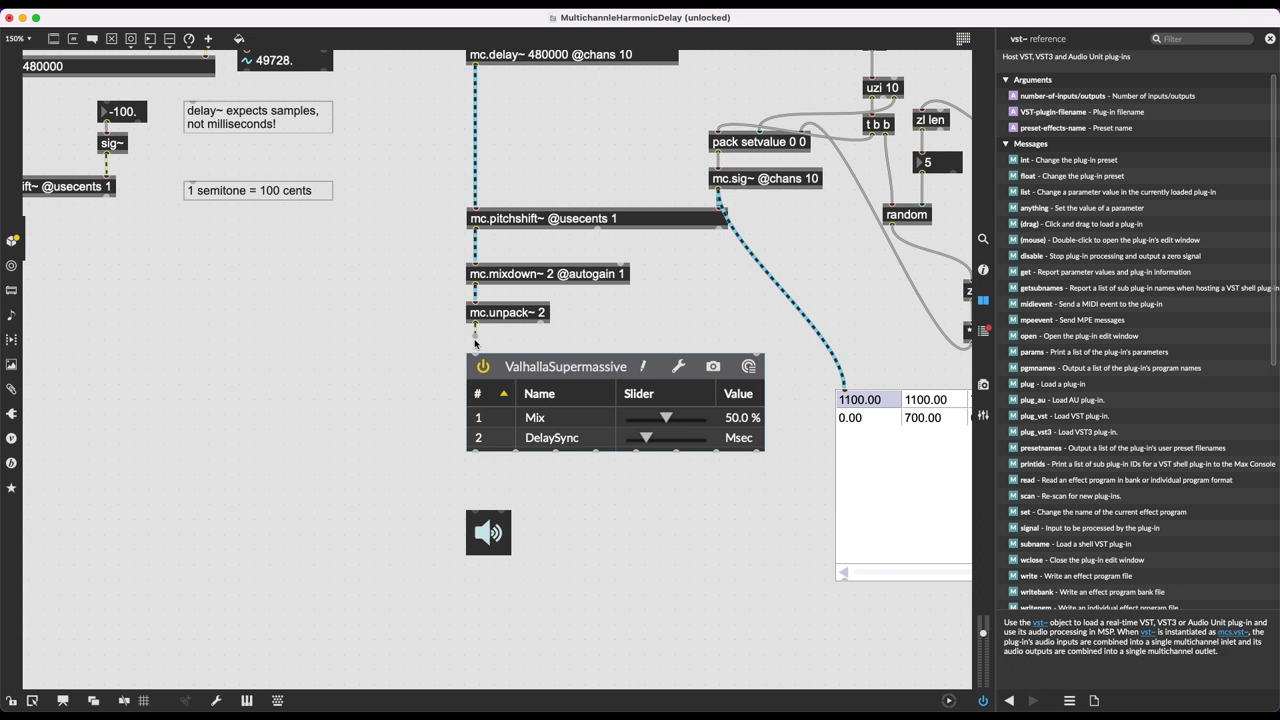 MultichannleHarmonicDelay (unlocked)
150%
480000
49728.
-100.
sig~
ift~ @usecents 1
delay~ expects samples,
not milliseconds!
1 semitone = 100 cents
mc.delay~ 480000 @chans 10
mc.pitchshift~ @usecents 1
mc.mixdown~ 2 @autogain 1
mc.unpack~ 2
ValhallaSupermassive
# Name Slider Value
1 Mix 50.0 %
2 DelaySync Msec
uzi 10
t b b
zl len
5
pack setvalue 0 0
mc.sig~ @chans 10
random
1100.00 1100.00
0.00 700.00
vst~ reference
Filter
Host VST, VST3 and Audio Unit plug-ins
Arguments
A number-of-inputs/outputs - Number of inputs/outputs
A VST-plugin-filename - Plug-in filename
A preset-effects-name - Preset name
Messages
M int - Change the plug-in preset
M float - Change the plug-in preset
M list - Change a parameter value in the currently loaded plug-in
M anything - Set the value of a parameter
M (drag) - Click and drag to load a plug-in
M (mouse) - Double-click to open the plug-in's edit window
M disable - Stop plug-in processing and output a zero signal
M get - Report parameter values and plug-in information
M getsubnames - Report a list of sub plug-in names when hosting a VST shell plug-in
M midievent - Send a MIDI event to the plug-in
M mpeevent - Send MPE messages
M open - Open the plug-in edit window
M params - Print a list of the plug-in's parameters
M pgmnames - Output a list of the plug-in's program names
M plug - Load a plug-in
M plug_au - Load AU plug-in.
M plug_vst - Load VST plug-in.
M plug_vst3 - Load VST3 plug-in.
M presetnames - Output a list of the plug-in's user preset filenames
M printids - Print a list of sub plug-in IDs for a VST shell plug-in to the Max Console
M read - Read an effect program in bank or individual program format
M scan - Re-scan for new plug-ins.
M set - Change the name of the current effect program
M signal - Input to be processed by the plug-in
M subname - Load a shell VST plug-in
M wclose - Close the plug-in edit window
M write - Write an effect program file
M writebank - Write an effect program bank file
M writepgm - Write an individual effect program file
Use the vst~ object to load a real-time VST, VST3 or Audio Unit plug-in and
use its audio processing in MSP. When vst~ is instantiated as mcs.vst~, the
plug-in's audio inputs are combined into a single multichannel inlet and its
audio outputs are combined into a single multichannel outlet.